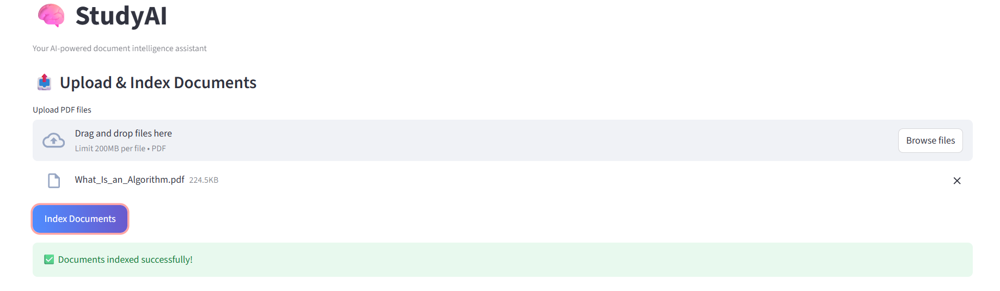 StudyAI
Your AI-powered document intelligence assistant
Upload & Index Documents
Upload PDF files
Drag and drop files here
Limit 200MB per file • PDF
Browse files
What_Is_an_Algorithm.pdf 224.5KB
Index Documents
Documents indexed successfully!